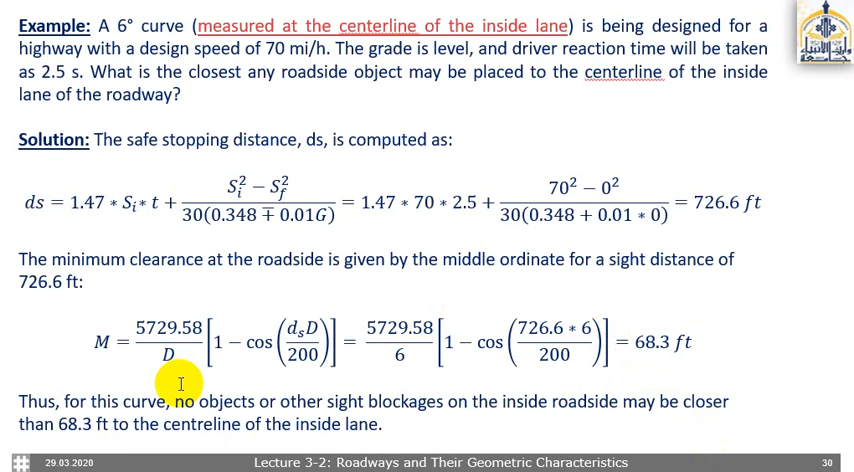 Example: A 6° curve (measured at the centerline of the inside lane) is being designed for a
highway with a design speed of 70 mi/h. The grade is level, and driver reaction time will be taken
as 2.5 s. What is the closest any roadside object may be placed to the centerline of the inside
lane of the roadway?
Solution: The safe stopping distance, ds, is computed as:
ds = 1.47 * Sᵢ* t + (Sᵢ² − S_f²)/(30(0.348 ∓ 0.01G)) = 1.47 * 70 * 2.5 + (70² − 0²)/(30(0.348 + 0.01 * 0)) = 726.6 ft
The minimum clearance at the roadside is given by the middle ordinate for a sight distance of
726.6 ft:
M = 5729.58/D [1 − cos (dₛD/200)] = 5729.58/6 [1 − cos (726.6 * 6/200)] = 68.3 ft
Thus, for this curve, no objects or other sight blockages on the inside roadside may be closer
than 68.3 ft to the centreline of the inside lane.
# 29.03.2020 Lecture 3-2: Roadways and Their Geometric Characteristics 30